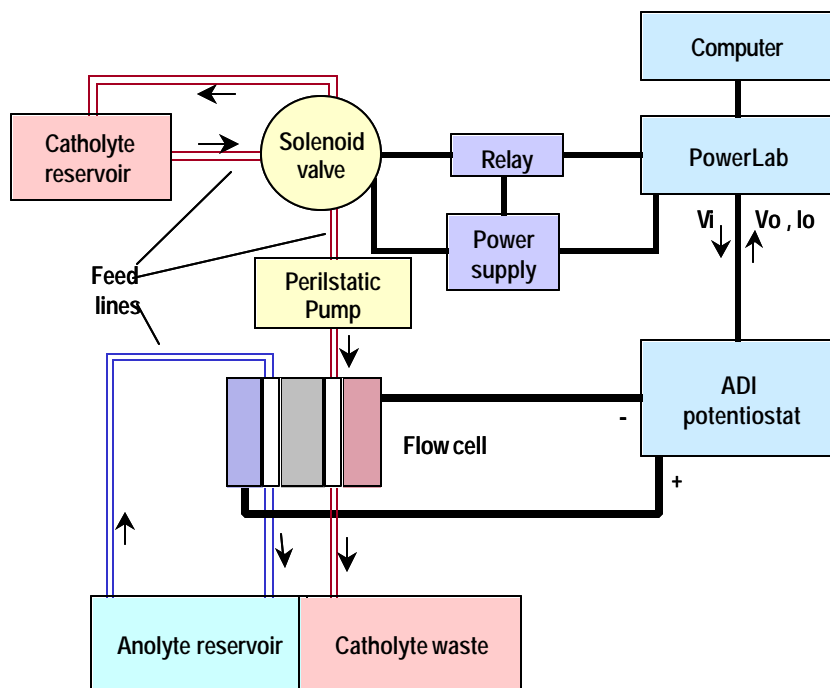 Computer
Catholyte
reservoir
Solenoid
valve
Relay
PowerLab
Vi
Vo , Io
Power
supply
Feed
lines
Perilstatic
Pump
ADI
potentiostat
-
Flow cell
+
Anolyte reservoir
Catholyte waste